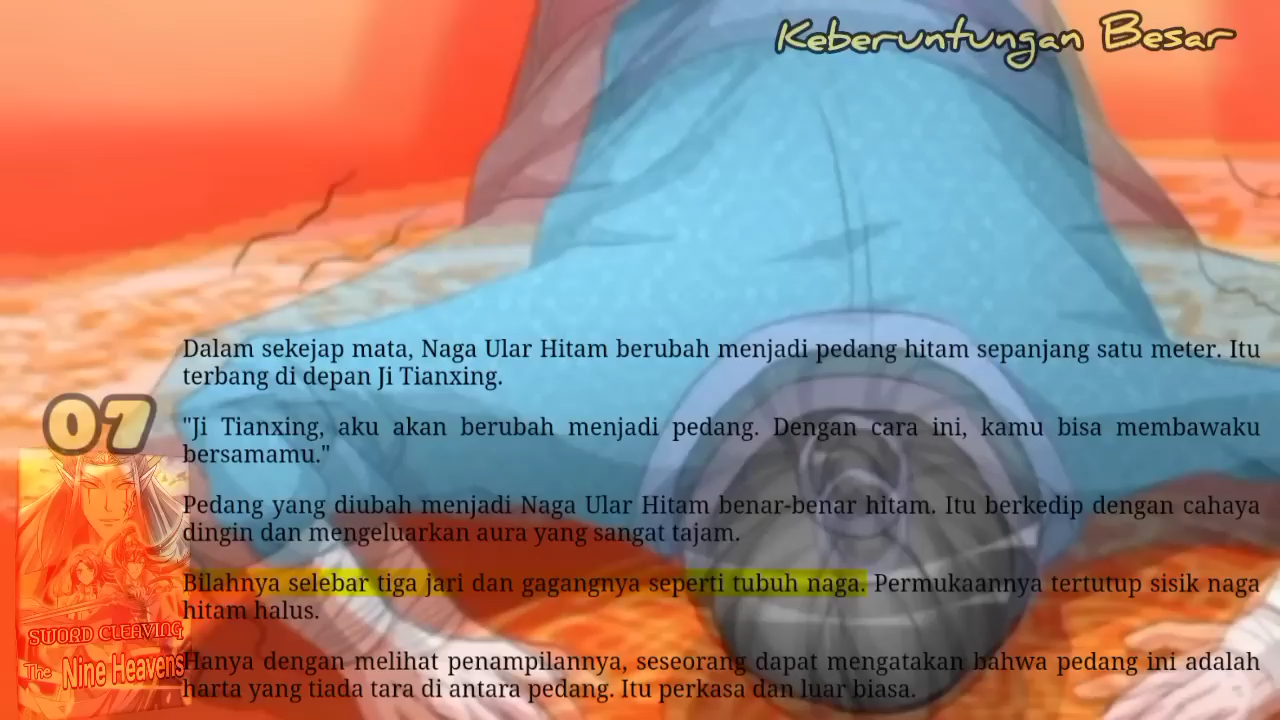 Keberuntungan Besar
Dalam sekejap mata, Naga Ular Hitam berubah menjadi pedang hitam sepanjang satu meter. Itu
terbang di depan Ji Tianxing.
"Ji Tianxing, aku akan berubah menjadi pedang. Dengan cara ini, kamu bisa membawaku
bersamamu."
Pedang yang diubah menjadi Naga Ular Hitam benar-benar hitam. Itu berkedip dengan cahaya
dingin dan mengeluarkan aura yang sangat tajam.
Bilahnya selebar tiga jari dan gagangnya seperti tubuh naga. Permukaannya tertutup sisik naga
hitam halus.
Hanya dengan melihat penampilannya, seseorang dapat mengatakan bahwa pedang ini adalah
harta yang tiada tara di antara pedang. Itu perkasa dan luar biasa.
07
SWORD CLEAVING
The Nine Heavens